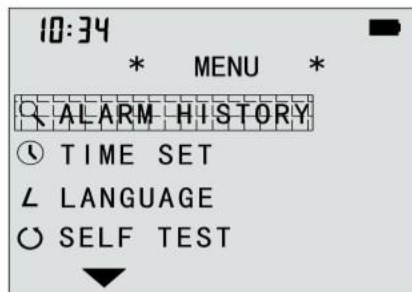 10:34
* MENU *
ALARM HISTORY
TIME SET
LANGUAGE
SELF TEST